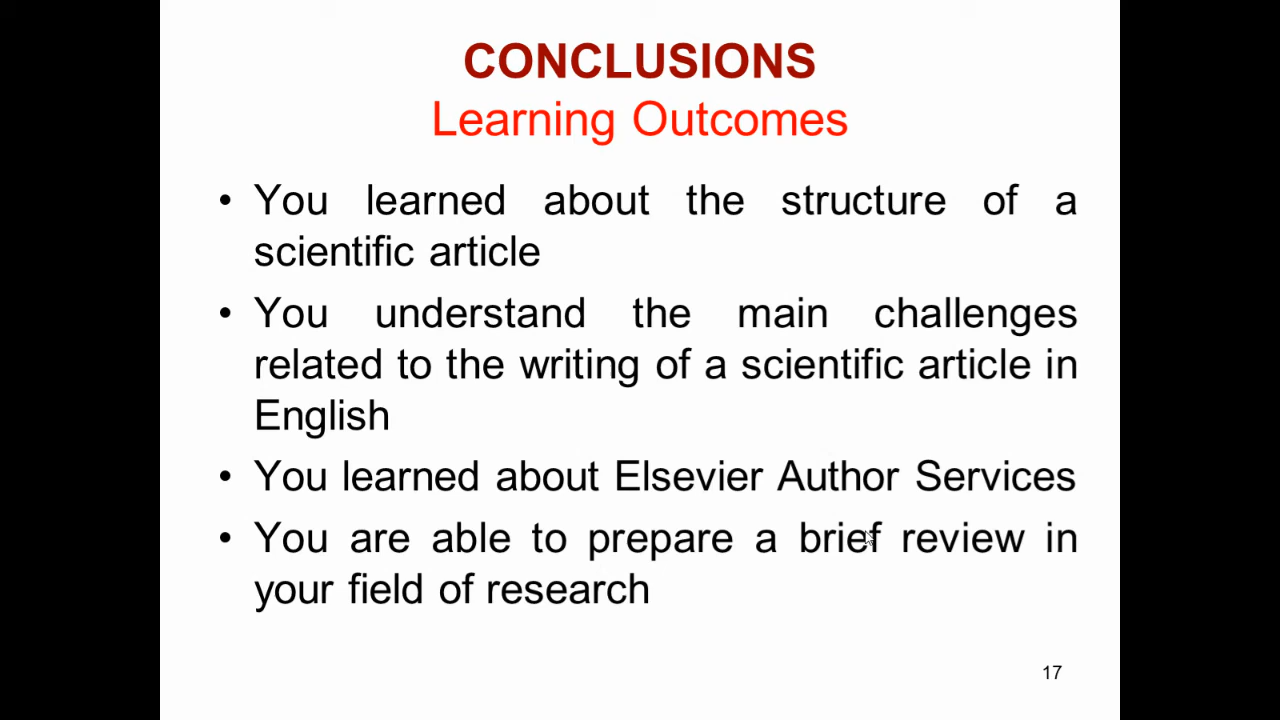 CONCLUSIONS
Learning Outcomes
• You learned about the structure of a
scientific article
• You understand the main challenges
related to the writing of a scientific article in
English
• You learned about Elsevier Author Services
• You are able to prepare a brief review in
your field of research
17